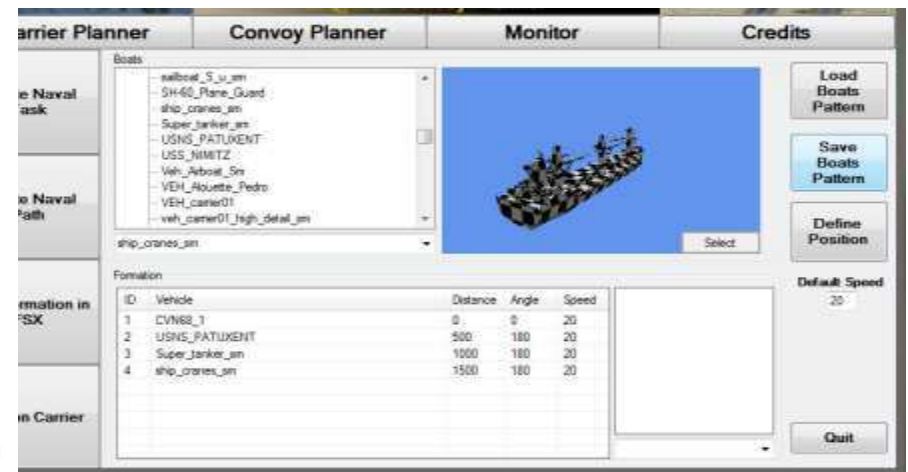 arrier Planner
Convoy Planner
Monitor
Credits
e Naval
ask
e Naval
Path
rmation in
FSX
on Carrier
Boats
sailboat_S_u_sm
SH-60_Plane_Guard
ship_cranes_sm
Super_tanker_sm
USNS_PATUXENT
USS_NIMITZ
Veh_Airboat_Sm
VEH_Alouette_Pedro
VEH_carrier01
veh_carrier01_high_detail_sm
ship_cranes_sm
Select
Load
Boats
Pattern
Save
Boats
Pattern
Define
Position
Default Speed
20
Formation
ID Vehicle Distance Angle Speed
1 CVN68_1 0 0 20
2 USNS_PATUXENT 500 180 20
3 Super_tanker_sm 1000 180 20
4 ship_cranes_sm 1500 180 20
Quit